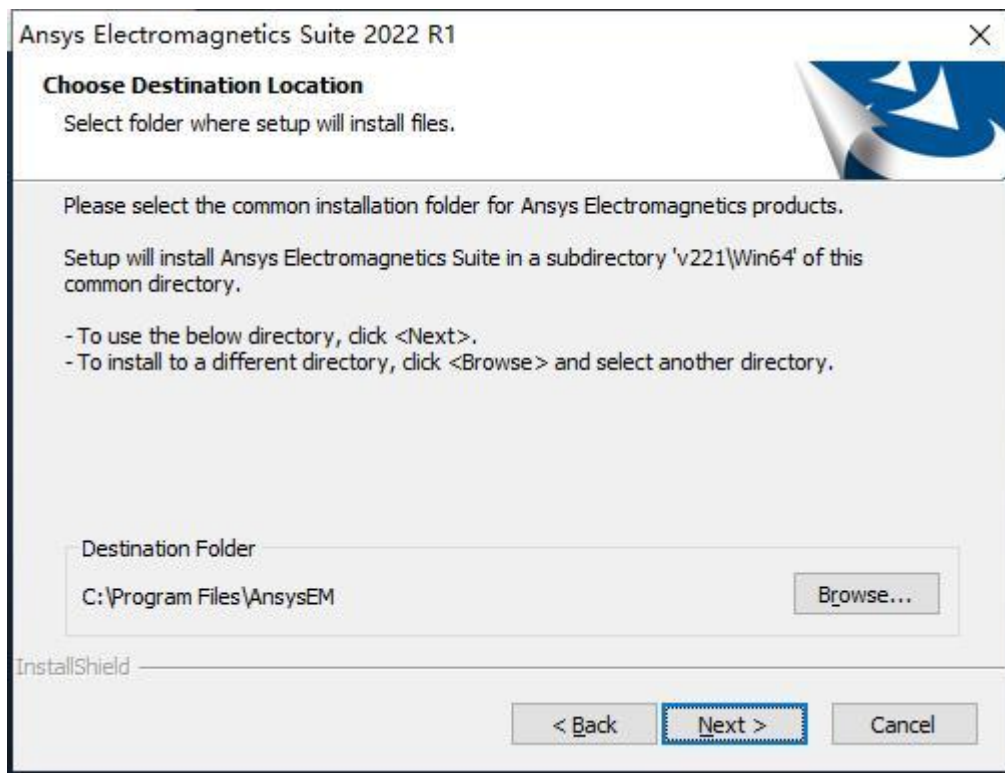 Ansys Electromagnetics Suite 2022 R1
Choose Destination Location
Select folder where setup will install files.
Please select the common installation folder for Ansys Electromagnetics products.
Setup will install Ansys Electromagnetics Suite in a subdirectory 'v221\Win64' of this
common directory.
- To use the below directory, click <Next>.
- To install to a different directory, click <Browse> and select another directory.
Destination Folder
C:\Program Files\AnsysEM
Browse...
InstallShield
< Back
Next >
Cancel